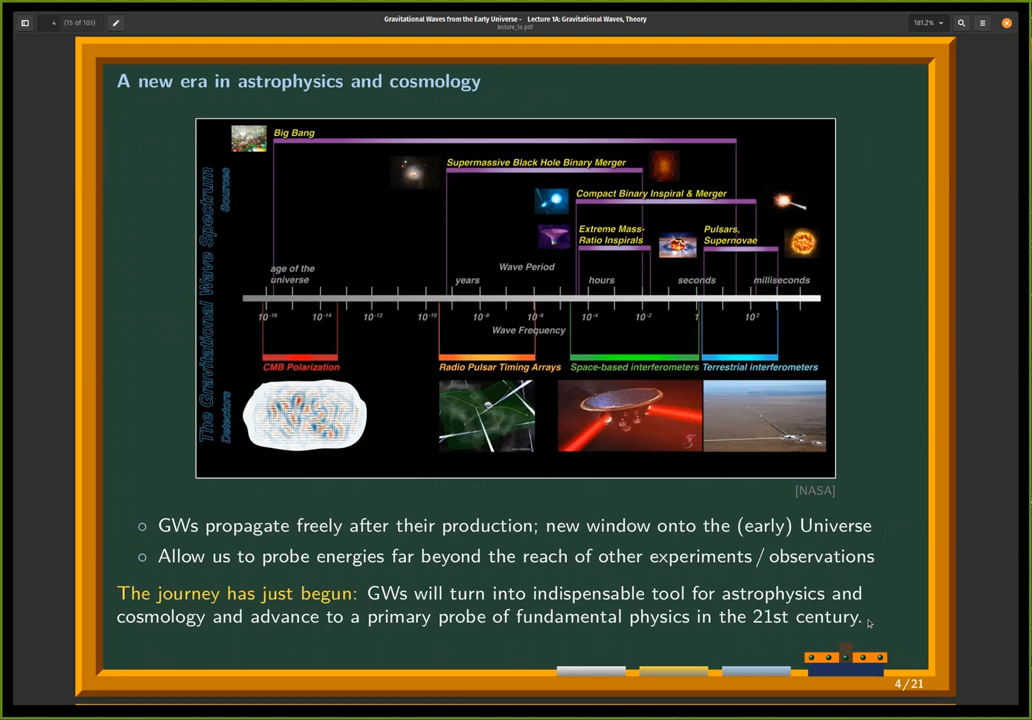 Gravitational Waves from the Early Universe - Lecture 1A: Gravitational Waves, Theory
lecture_1a.pdf
4 (15 of 103)
181.2%
A new era in astrophysics and cosmology
The Gravitational Wave Spectrum
Sources
Detectors
Big Bang
Supermassive Black Hole Binary Merger
Compact Binary Inspiral & Merger
Extreme Mass-
Ratio Inspirals
Pulsars,
Supernovae
age of the
universe
Wave Period
years
hours
seconds
milliseconds
10⁻¹⁶ 10⁻¹⁴ 10⁻¹² 10⁻¹⁰ 10⁻⁸ 10⁻⁶ 10⁻⁴ 10⁻² 1 10²
Wave Frequency
CMB Polarization
Radio Pulsar Timing Arrays
Space-based interferometers
Terrestrial interferometers
[NASA]
○ GWs propagate freely after their production; new window onto the (early) Universe
○ Allow us to probe energies far beyond the reach of other experiments / observations
The journey has just begun: GWs will turn into indispensable tool for astrophysics and
cosmology and advance to a primary probe of fundamental physics in the 21st century.
4/21